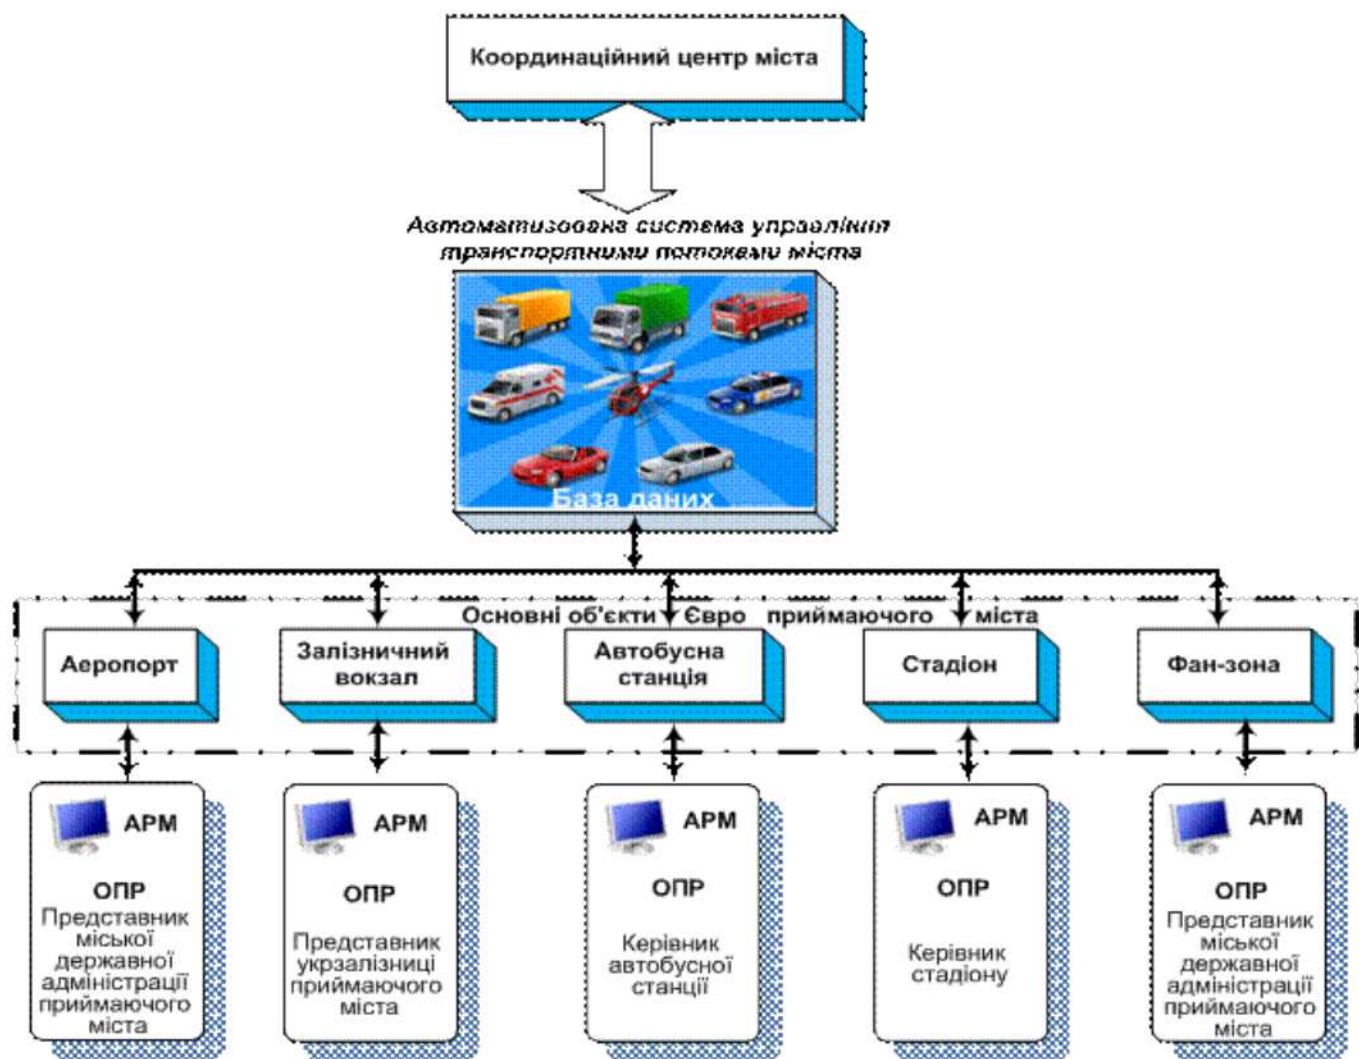 Координаційний центр міста
Автоматизована система управління
транспортними потоками міста
База даних
Основні об'єкти Євро приймаючого міста
Аеропорт
Залізничний
вокзал
Автобусна
станція
Стадіон
Фан-зона
АРМ
ОПР
Представник
міської
державної
адміністрації
приймаючого
міста
АРМ
ОПР
Представник
укрзалізниці
приймаючого
міста
АРМ
ОПР
Керівник
автобусної
станції
АРМ
ОПР
Керівник
стадіону
АРМ
ОПР
Представник
міської
державної
адміністрації
приймаючого
міста